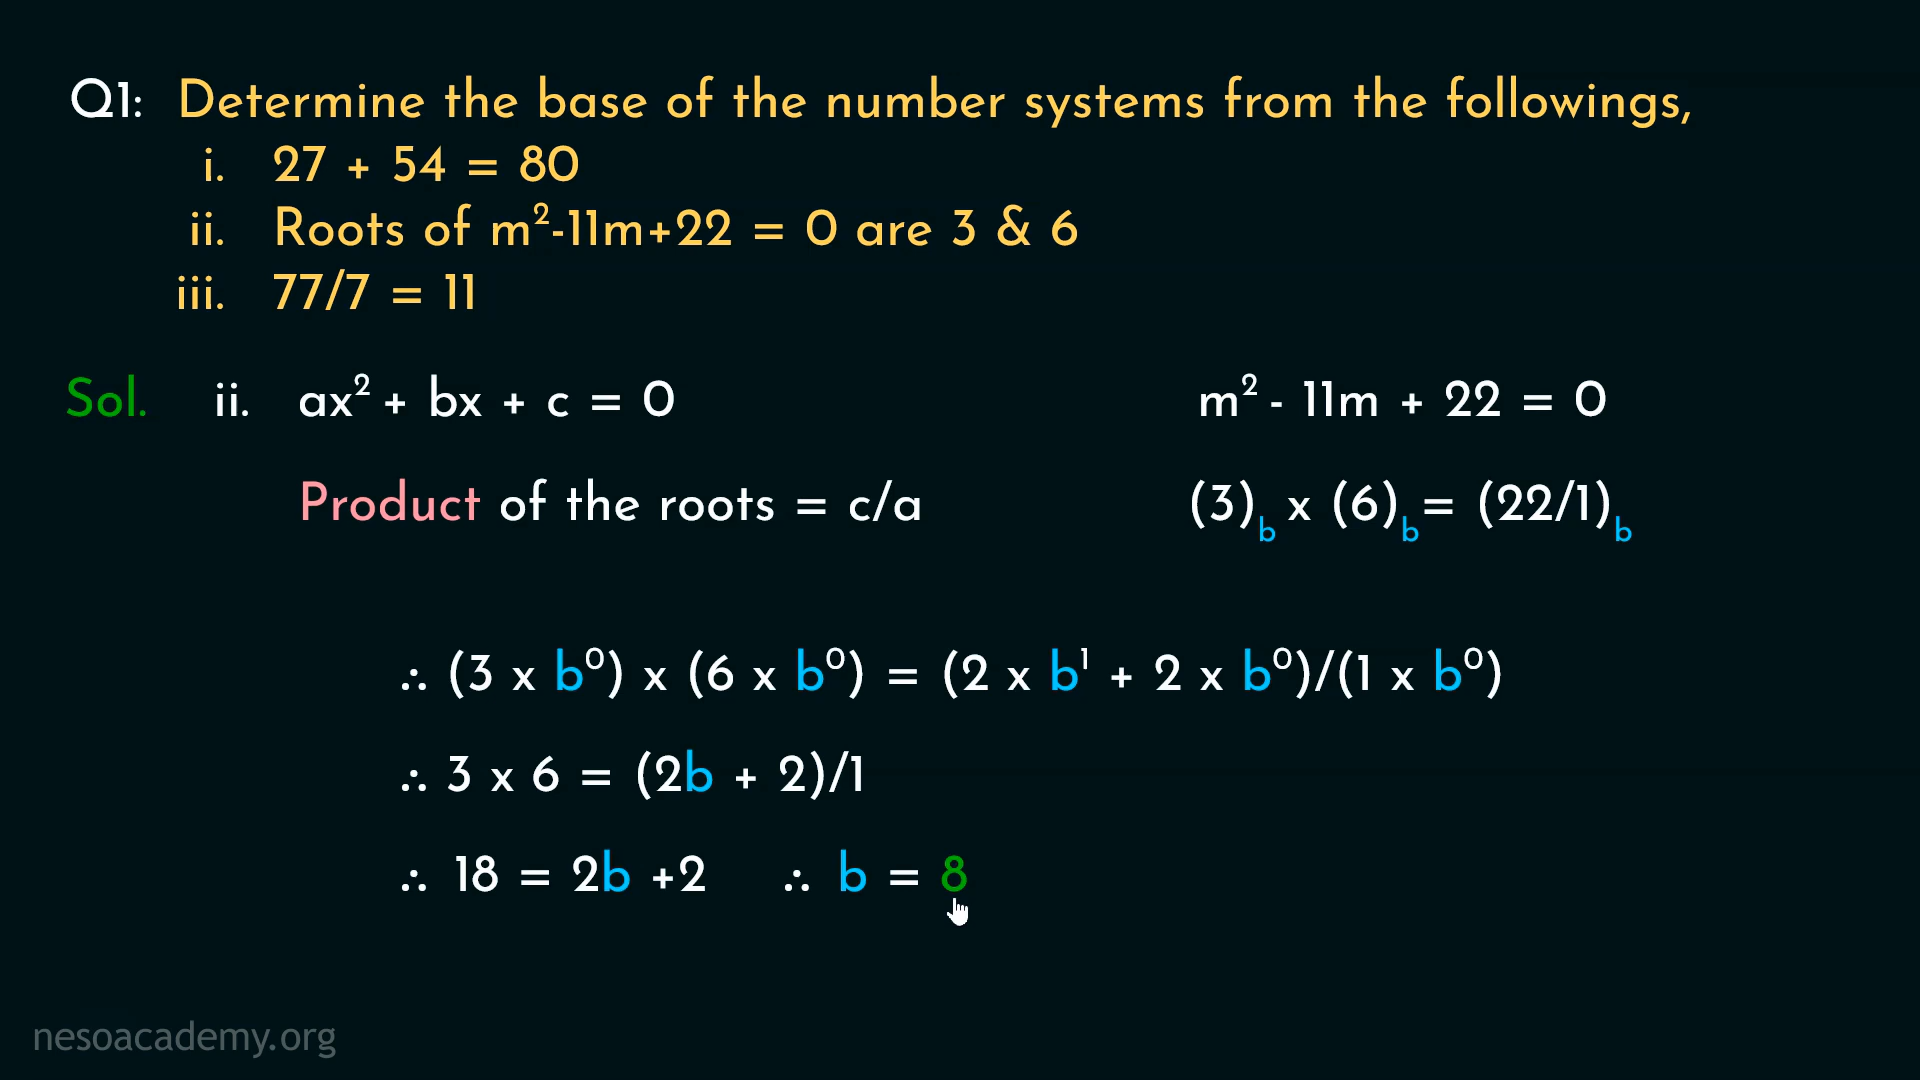 Q1: Determine the base of the number systems from the followings,
i. 27 + 54 = 80
ii. Roots of m²-11m+22 = 0 are 3 & 6
iii. 77/7 = 11
Sol. ii. ax² + bx + c = 0 m² - 11m + 22 = 0
Product of the roots = c/a (3)b x (6)b = (22/1)b
∴ (3 x b⁰) x (6 x b⁰) = (2 x b¹ + 2 x b⁰)/(1 x b⁰)
∴ 3 x 6 = (2b + 2)/1
∴ 18 = 2b +2 ∴ b = 8
nesoacademy.org